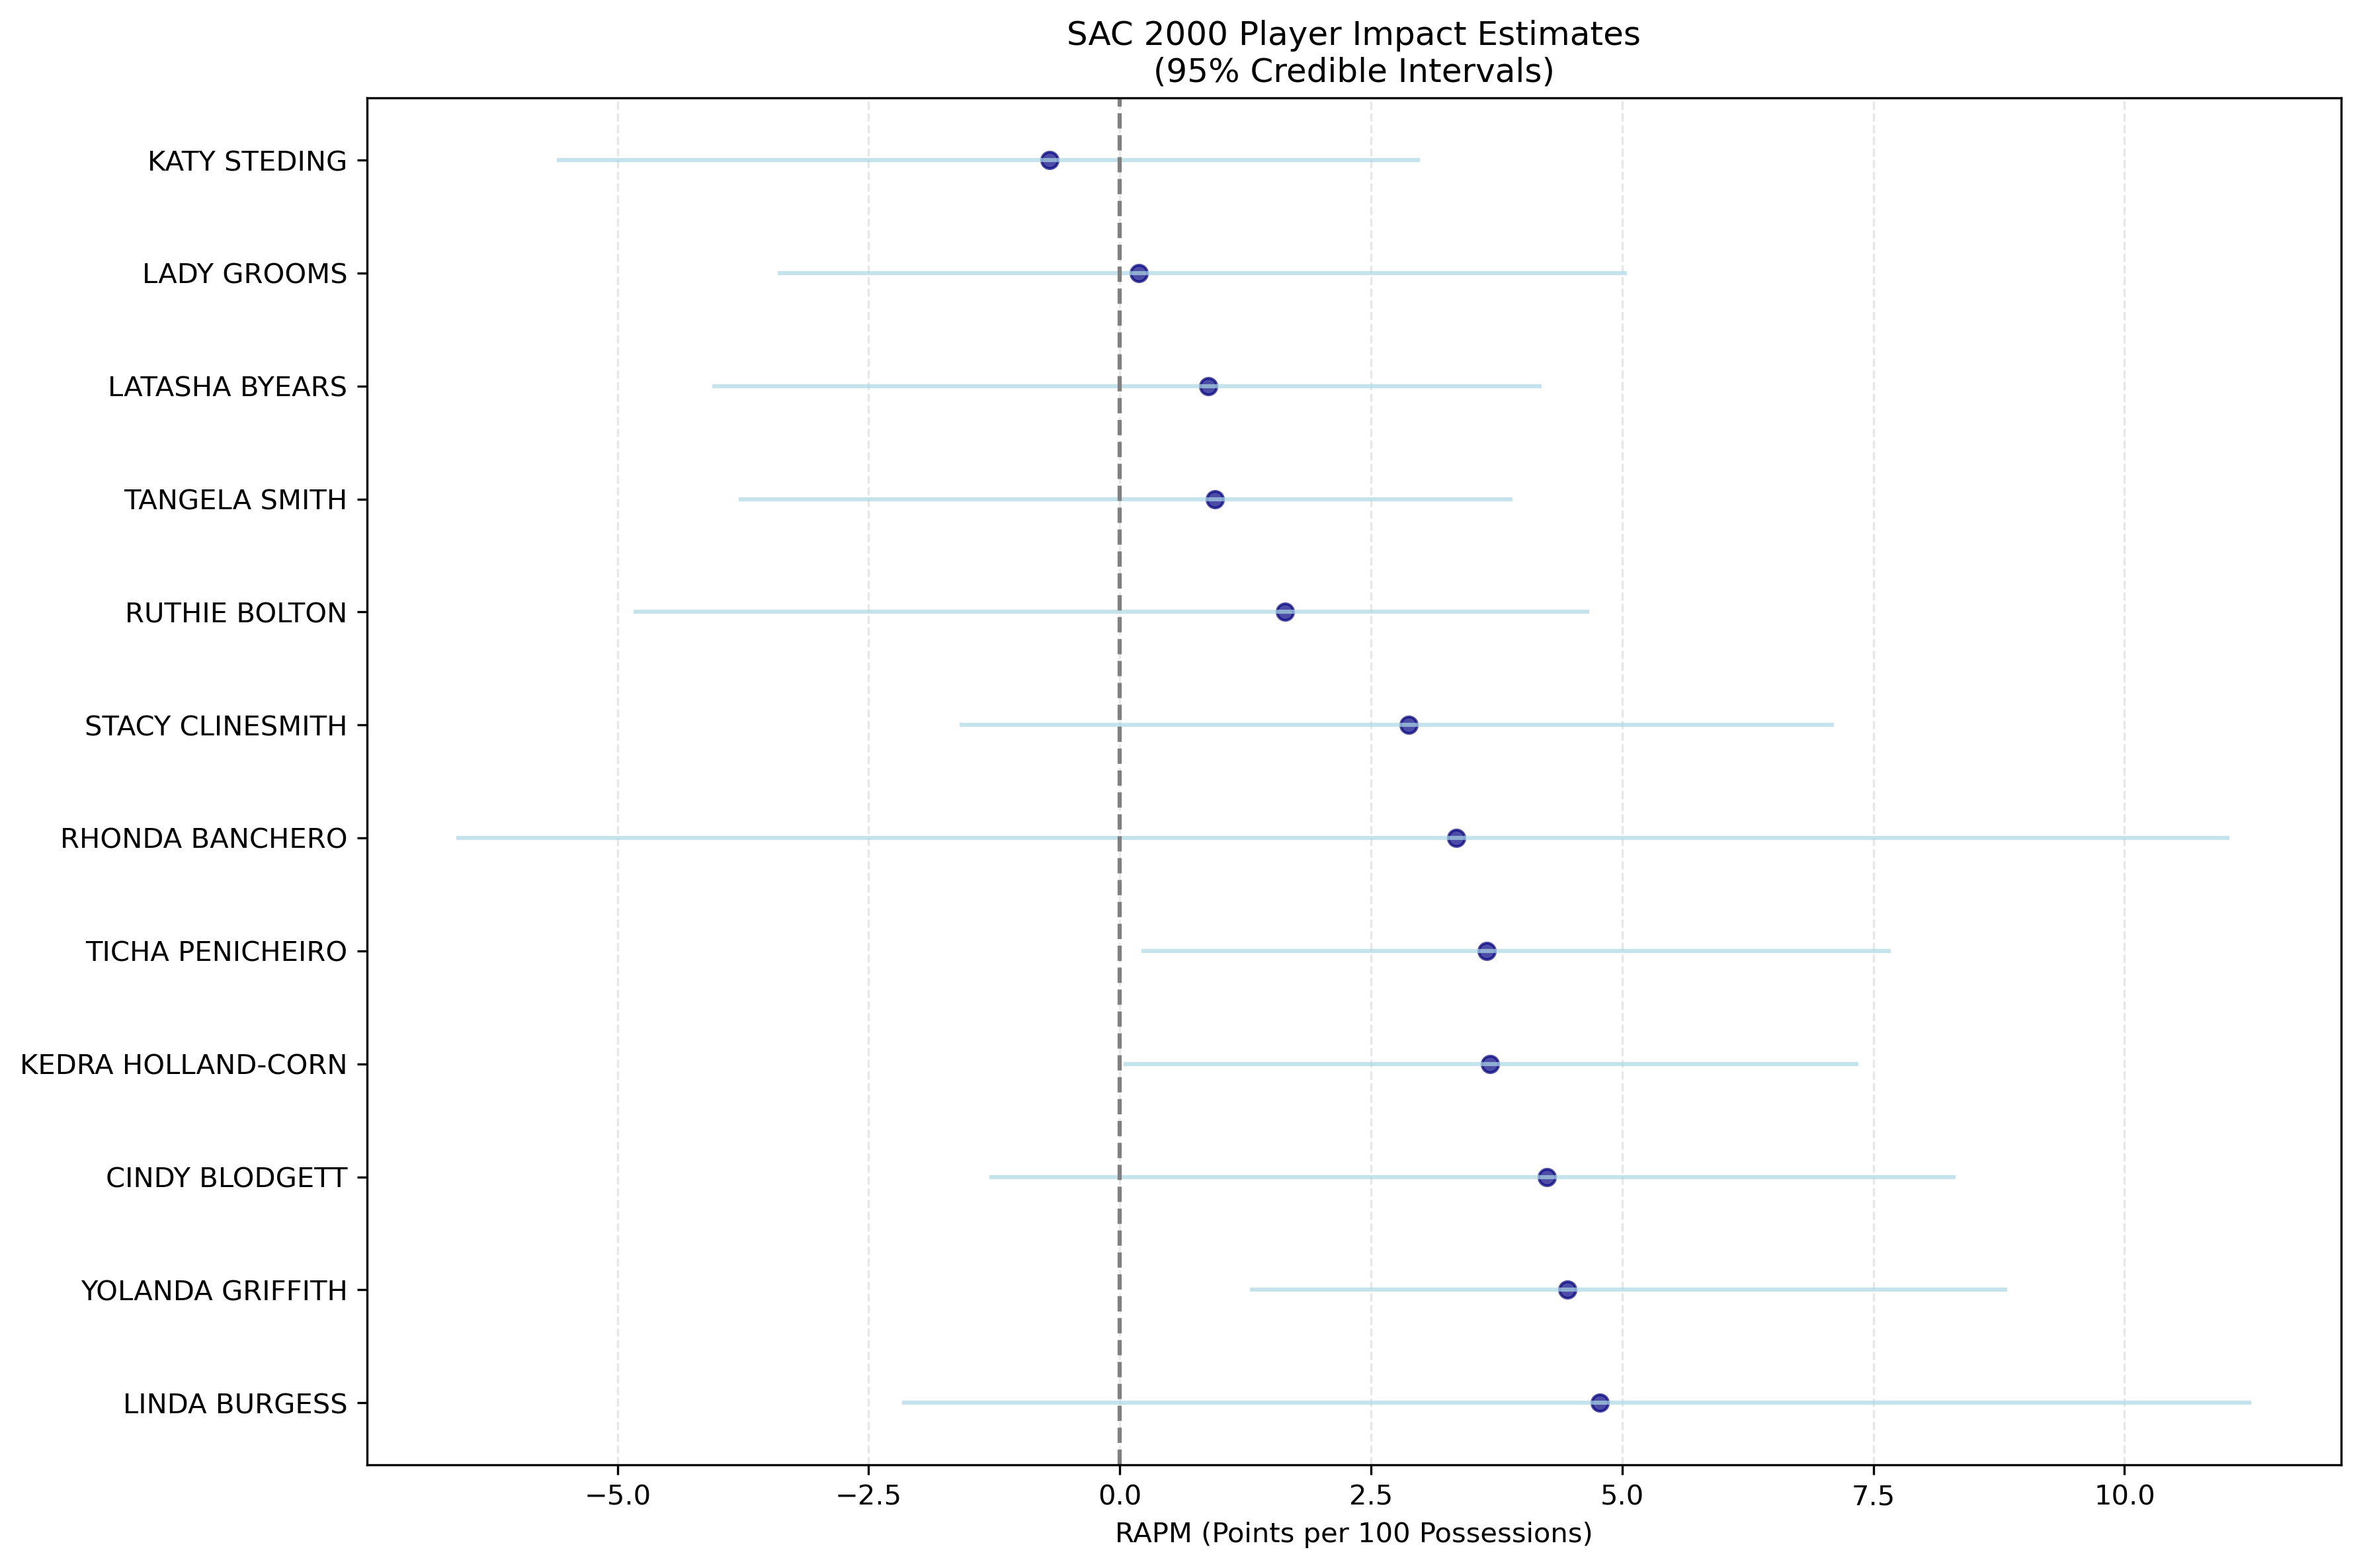 SAC 2000 Player Impact Estimates
(95% Credible Intervals)
KATY STEDING
LADY GROOMS
LATASHA BYEARS
TANGELA SMITH
RUTHIE BOLTON
STACY CLINESMITH
RHONDA BANCHERO
TICHA PENICHEIRO
KEDRA HOLLAND-CORN
CINDY BLODGETT
YOLANDA GRIFFITH
LINDA BURGESS
−5.0 −2.5 0.0 2.5 5.0 7.5 10.0
RAPM (Points per 100 Possessions)